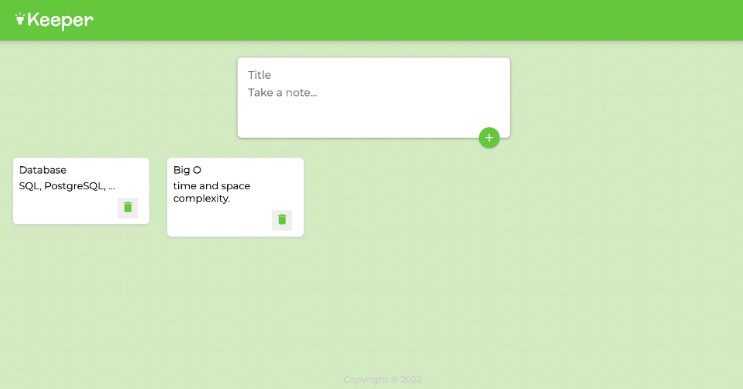 Keeper
Title
Take a note...
Database
SQL, PostgreSQL, ...
Big O
time and space
complexity.
Copyright © 2022